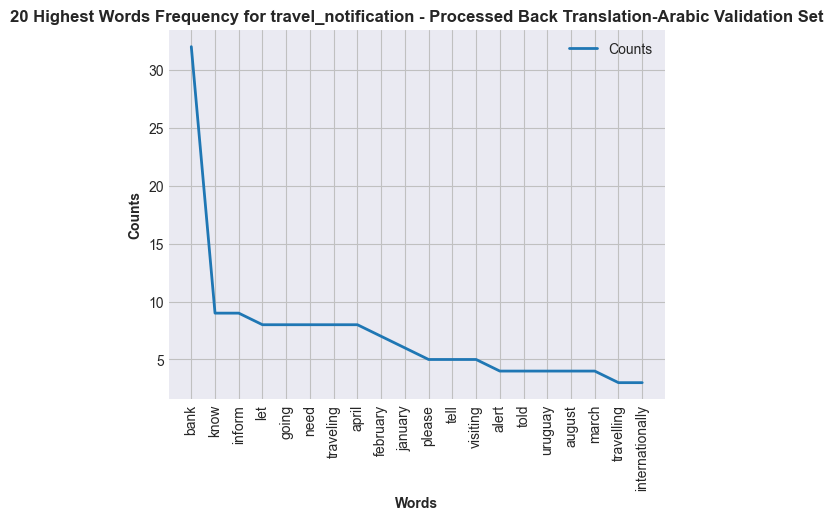 20 Highest Words Frequency for travel_notification - Processed Back Translation-Arabic Validation Set
Counts
30
25
20
15
10
5
Counts
bank
know
inform
let
going
need
traveling
april
february
january
please
tell
visiting
alert
told
uruguay
august
march
travelling
internationally
Words